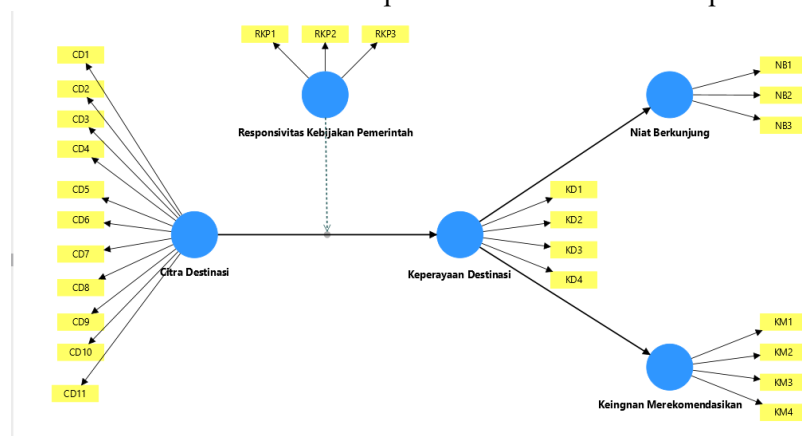 RKP1
RKP2
RKP3
Responsivitas Kebijakan Pemerintah
CD1
CD2
CD3
CD4
CD5
CD6
CD7
CD8
CD9
CD10
CD11
Citra Destinasi
Keperayaan Destinasi
KD1
KD2
KD3
KD4
NB1
NB2
NB3
Niat Berkunjung
KM1
KM2
KM3
KM4
Keingnan Merekomendasikan